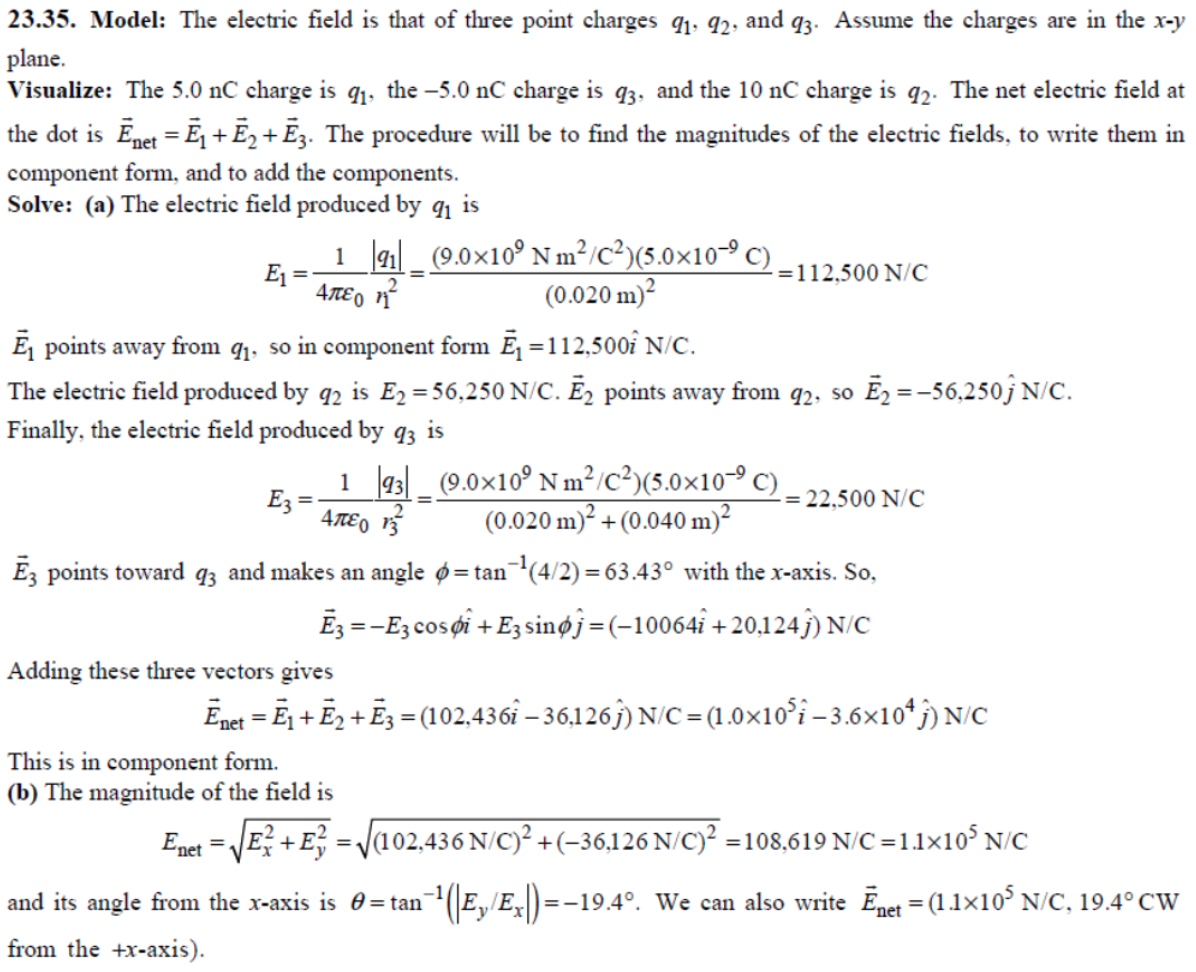 23.35. Model: The electric field is that of three point charges q₁, q₂, and q₃. Assume the charges are in the x-y
plane.
Visualize: The 5.0 nC charge is q₁, the –5.0 nC charge is q₃, and the 10 nC charge is q₂. The net electric field at
the dot is E⃗net = E⃗₁ + E⃗₂ + E⃗₃. The procedure will be to find the magnitudes of the electric fields, to write them in
component form, and to add the components.
Solve: (a) The electric field produced by q₁ is
E₁ = 1/(4πε₀) |q₁|/r₁² = (9.0×10⁹ N m²/C²)(5.0×10⁻⁹ C)/(0.020 m)² = 112,500 N/C
E⃗₁ points away from q₁, so in component form E⃗₁ = 112,500î N/C.
The electric field produced by q₂ is E₂ = 56,250 N/C. E⃗₂ points away from q₂, so E⃗₂ = –56,250ĵ N/C.
Finally, the electric field produced by q₃ is
E₃ = 1/(4πε₀) |q₃|/r₃² = (9.0×10⁹ N m²/C²)(5.0×10⁻⁹ C)/((0.020 m)² + (0.040 m)²) = 22,500 N/C
E⃗₃ points toward q₃ and makes an angle ϕ = tan⁻¹(4/2) = 63.43° with the x-axis. So,
E⃗₃ = –E₃ cosϕî + E₃ sinϕĵ = (–10064î + 20,124ĵ) N/C
Adding these three vectors gives
E⃗net = E⃗₁ + E⃗₂ + E⃗₃ = (102,436î – 36,126ĵ) N/C = (1.0×10⁵î – 3.6×10⁴ĵ) N/C
This is in component form.
(b) The magnitude of the field is
Enet = √(Eₓ² + E_y²) = √((102,436 N/C)² + (–36,126 N/C)²) = 108,619 N/C = 1.1×10⁵ N/C
and its angle from the x-axis is θ = tan⁻¹(|E_y/Eₓ|) = –19.4°. We can also write E⃗net = (1.1×10⁵ N/C, 19.4° CW
from the +x-axis).